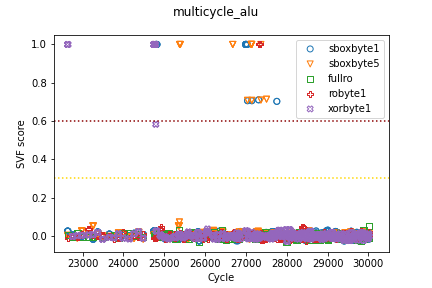 multicycle_alu
1.0
0.8
0.6
0.4
0.2
0.0
SVF score
sboxbyte1
sboxbyte5
fullro
robyte1
xorbyte1
23000 24000 25000 26000 27000 28000 29000 30000
Cycle